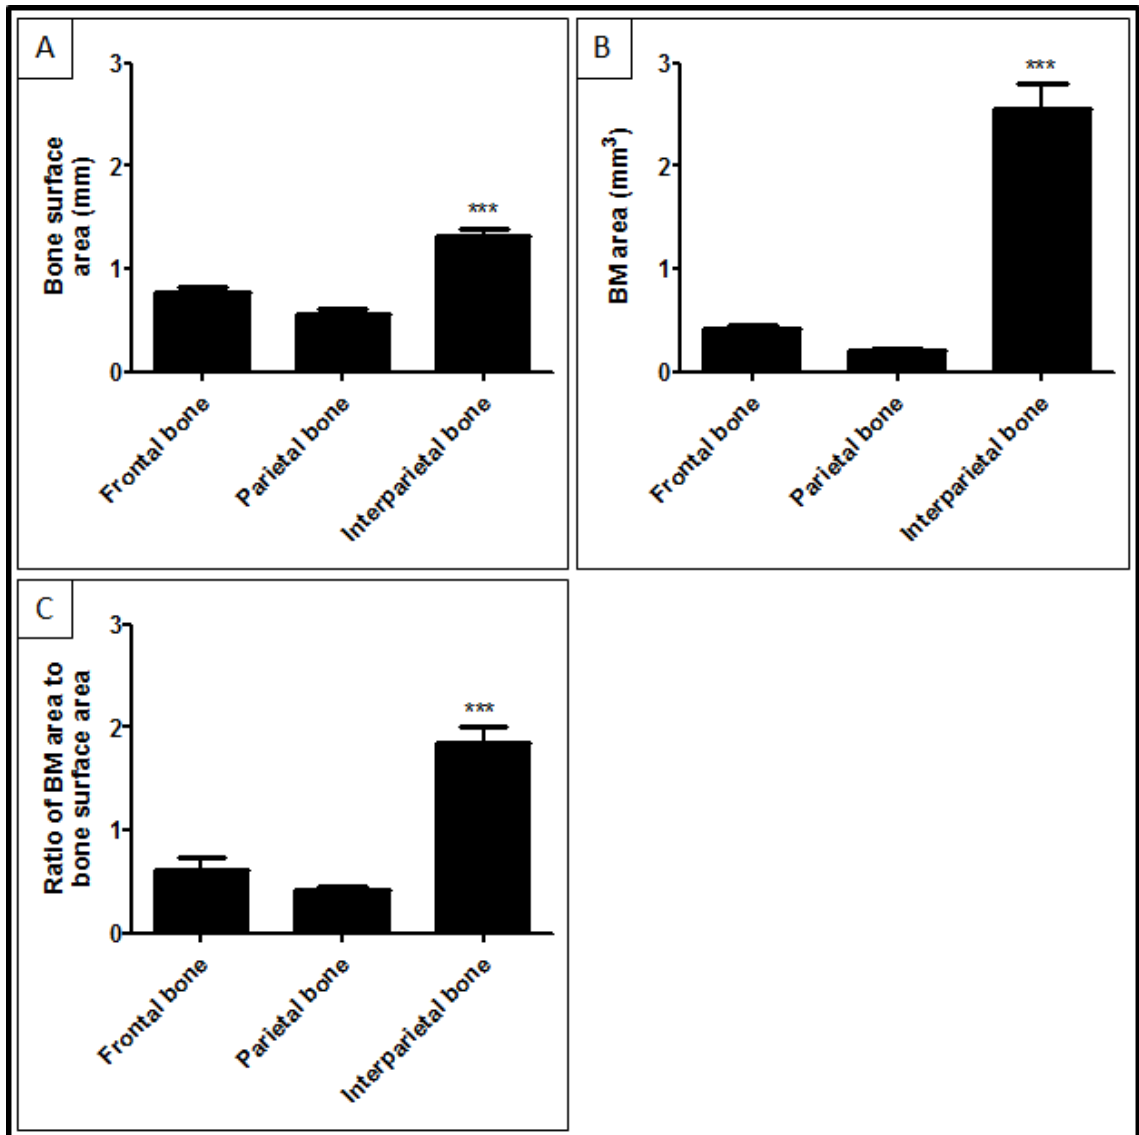 A
Bone surface
area (mm)
3
2
1
0
***
Frontal bone
Parietal bone
Interparietal bone
B
BM area (mm³)
3
2
1
0
***
Frontal bone
Parietal bone
Interparietal bone
C
Ratio of BM area to
bone surface area
3
2
1
0
***
Frontal bone
Parietal bone
Interparietal bone